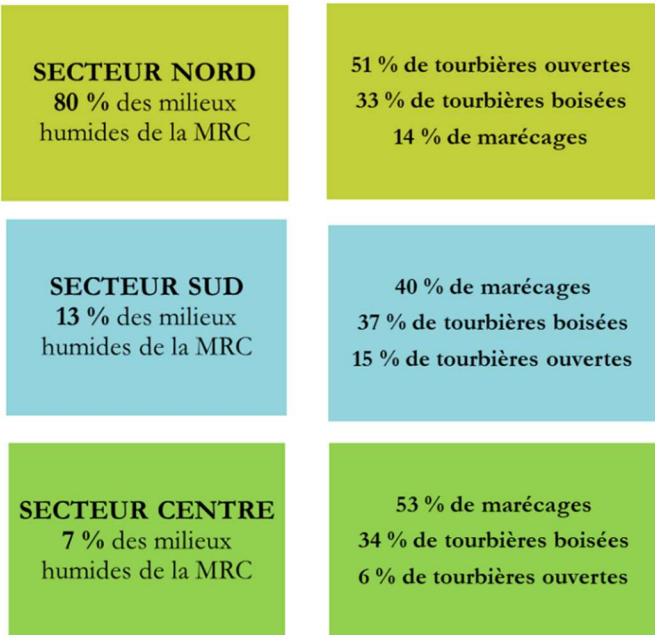 SECTEUR NORD
80 % des milieux
humides de la MRC
51 % de tourbières ouvertes
33 % de tourbières boisées
14 % de marécages
SECTEUR SUD
13 % des milieux
humides de la MRC
40 % de marécages
37 % de tourbières boisées
15 % de tourbières ouvertes
SECTEUR CENTRE
7 % des milieux
humides de la MRC
53 % de marécages
34 % de tourbières boisées
6 % de tourbières ouvertes